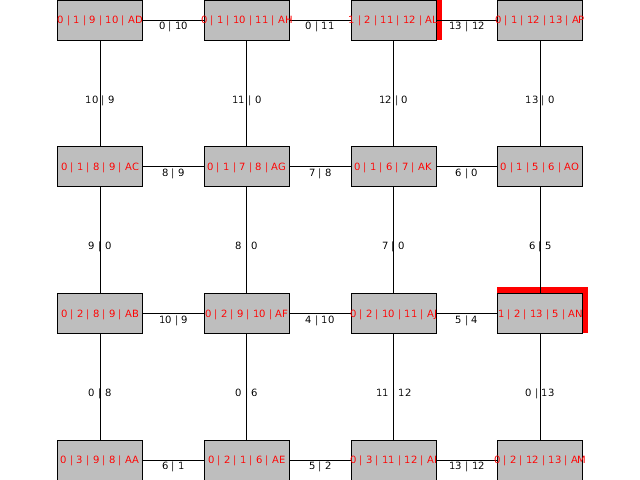 0 | 1 | 9 | 10 | AD
0 | 10
0 | 1 | 10 | 11 | AH
0 | 11
| 2 | 11 | 12 |
13 | 12
0 | 1 | 12 | 13 | AP
10 | 9
11 | 0
12 | 0
13 | 0
0 | 1 | 8 | 9 | AC
8 | 9
0 | 1 | 7 | 8 | AG
7 | 8
0 | 1 | 6 | 7 | AK
6 | 0
0 | 1 | 5 | 6 | AO
9 | 0
8 | 0
7 | 0
6 | 5
0 | 2 | 8 | 9 | AB
10 | 9
0 | 2 | 9 | 10 | AF
4 | 10
0 | 2 | 10 | 11 | AJ
5 | 4
1 | 2 | 13 | 5 | AN
0 | 8
0 | 6
11 | 12
0 | 13
0 | 3 | 9 | 8 | AA
6 | 1
0 | 2 | 1 | 6 | AE
5 | 2
0 | 3 | 11 | 12 |
13 | 12
0 | 2 | 12 | 13 | AM